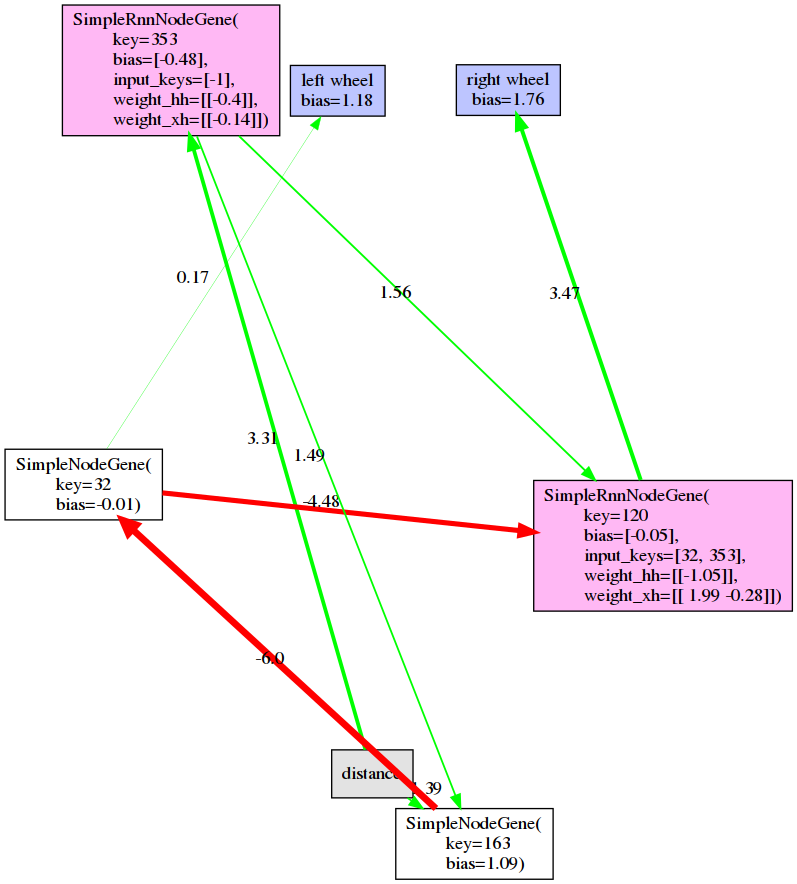 SimpleRnnNodeGene(
key=353
bias=[-0.48],
input_keys=[-1],
weight_hh=[[-0.4]],
weight_xh=[[-0.14]])
left wheel
bias=1.18
right wheel
bias=1.76
0.17
1.56
3.47
3.31
1.49
SimpleNodeGene(
key=32
bias=-0.01)
-4.48
SimpleRnnNodeGene(
key=120
bias=[-0.05],
input_keys=[32, 353],
weight_hh=[[-1.05]],
weight_xh=[[ 1.99 -0.28]])
-6.0
distance
SimpleNodeGene(
key=163
bias=1.09)